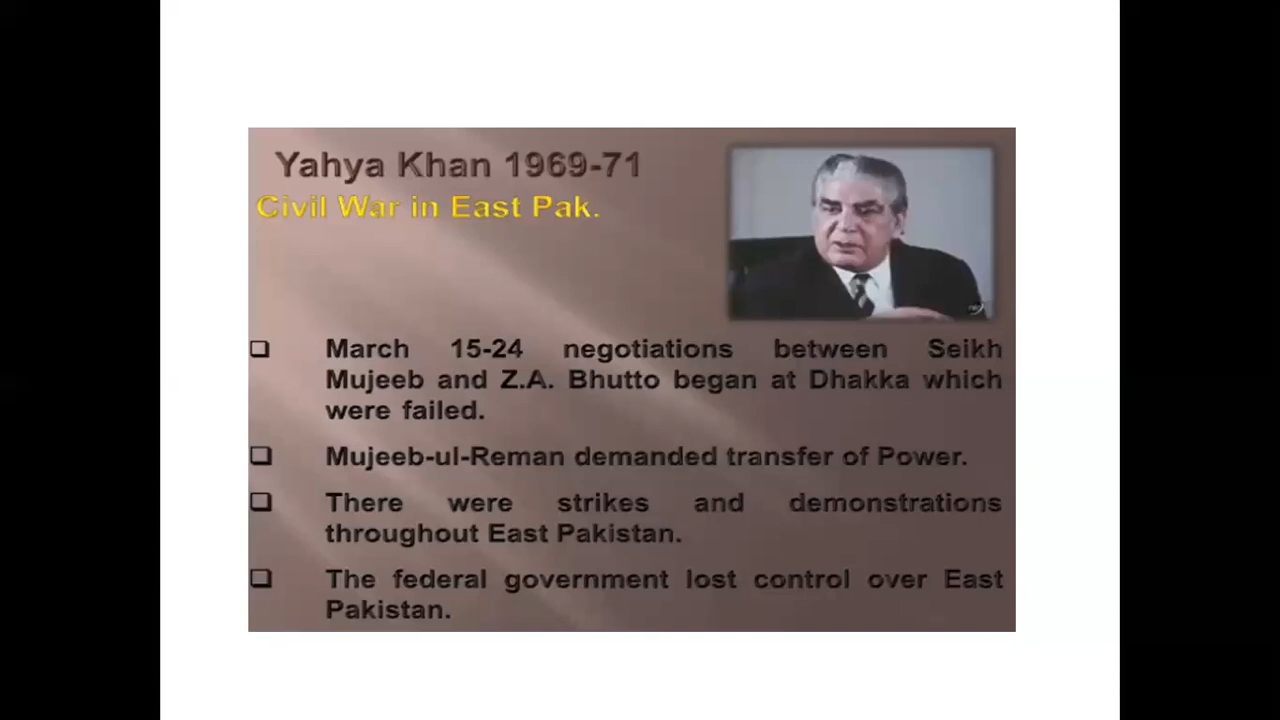 Yahya Khan 1969-71
Civil War in East Pak.
March 15-24 negotiations between Seikh
Mujeeb and Z.A. Bhutto began at Dhakka which
were failed.
Mujeeb-ul-Reman demanded transfer of Power.
There were strikes and demonstrations
throughout East Pakistan.
The federal government lost control over East
Pakistan.